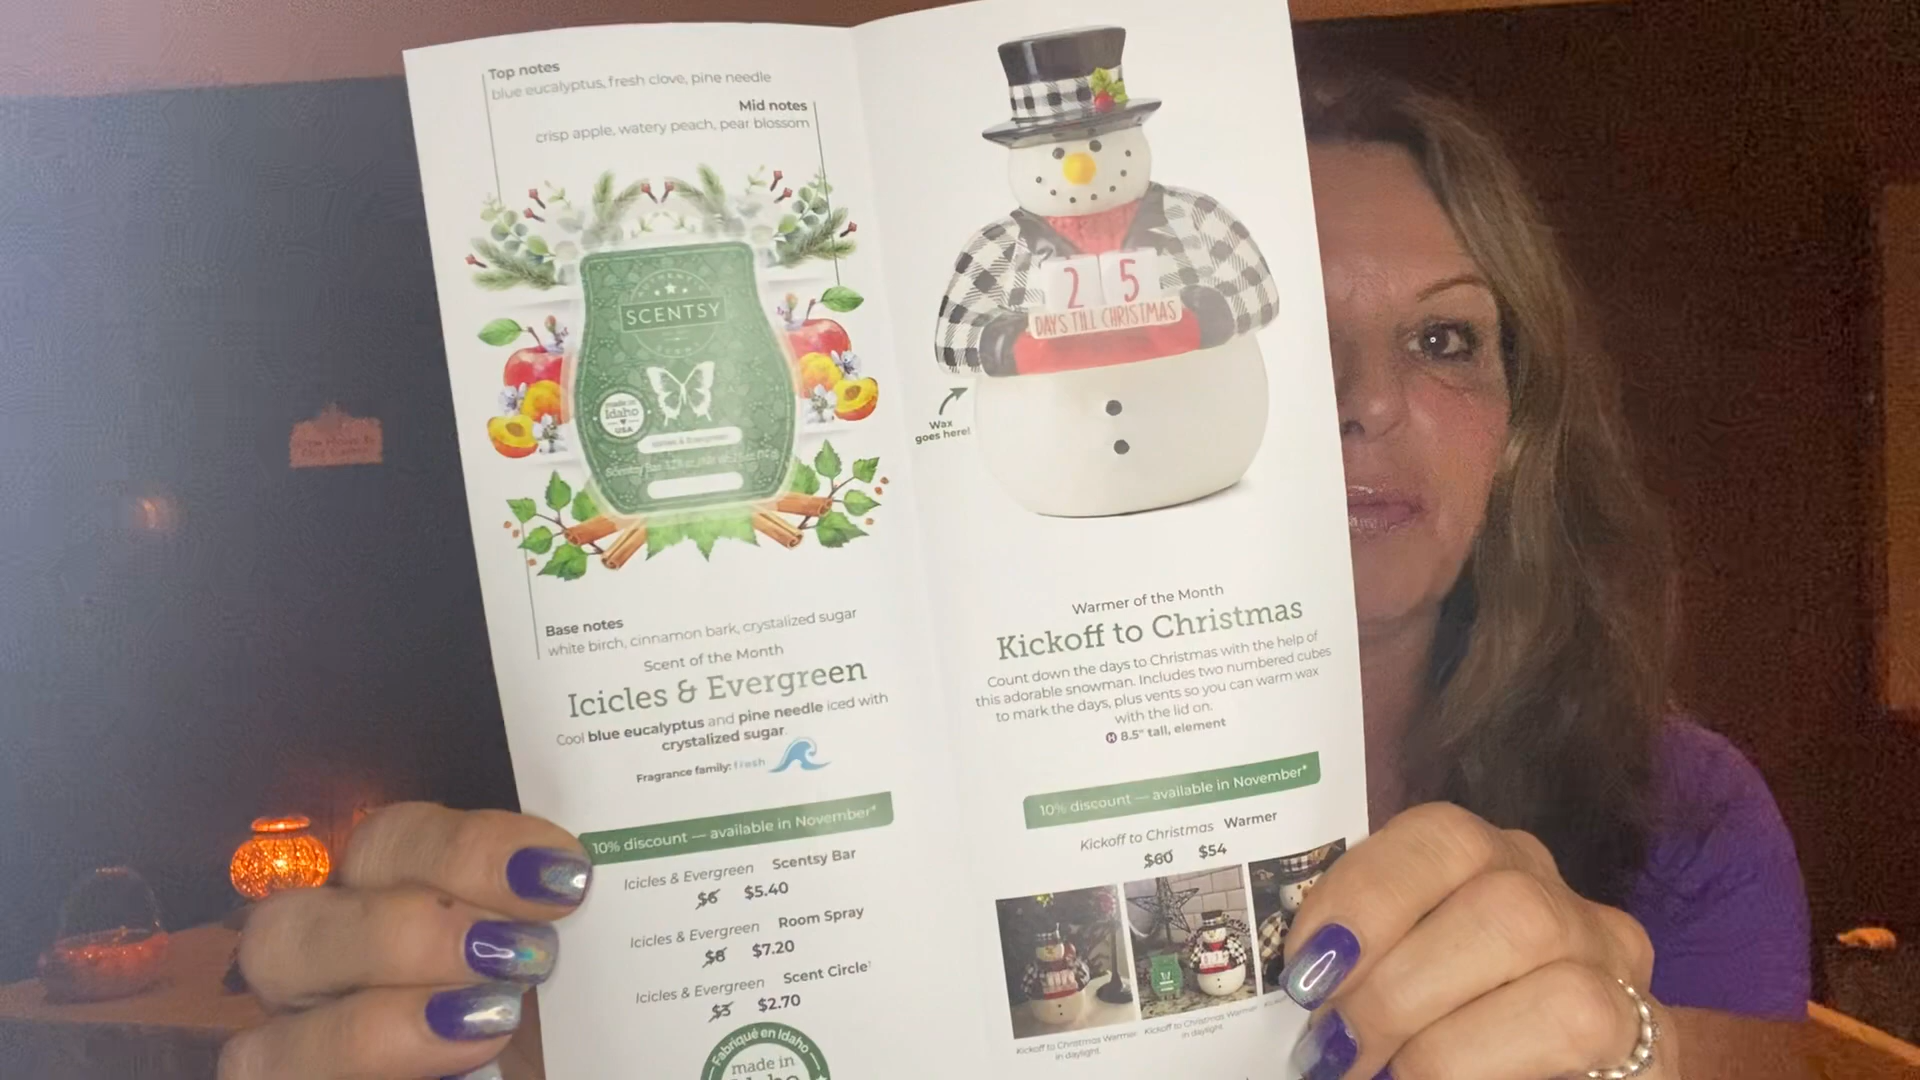 Top notes
blue eucalyptus, fresh clove, pine needle
Mid notes
crisp apple, watery peach, pear blossom
SCENTSY
made in
Idaho
USA
Icicles & Evergreen
Base notes
white birch, cinnamon bark, crystalized sugar
Scent of the Month
Icicles & Evergreen
Cool blue eucalyptus and pine needle iced with
crystalized sugar.
Fragrance family: fresh
10% discount — available in November*
Icicles & Evergreen Scentsy Bar
$6 $5.40
Icicles & Evergreen Room Spray
$8 $7.20
Icicles & Evergreen Scent Circle†
$3 $2.70
Fabriqué en Idaho
made in
2 5
DAYS TILL CHRISTMAS
Wax
goes here!
Warmer of the Month
Kickoff to Christmas
Count down the days to Christmas with the help of
this adorable snowman. Includes two numbered cubes
to mark the days, plus vents so you can warm wax
with the lid on.
H 8.5" tall, element
10% discount — available in November*
Kickoff to Christmas Warmer
$60 $54
Kickoff to Christmas Warmer
in daylight
Kickoff to Christmas Warmer
in daylight